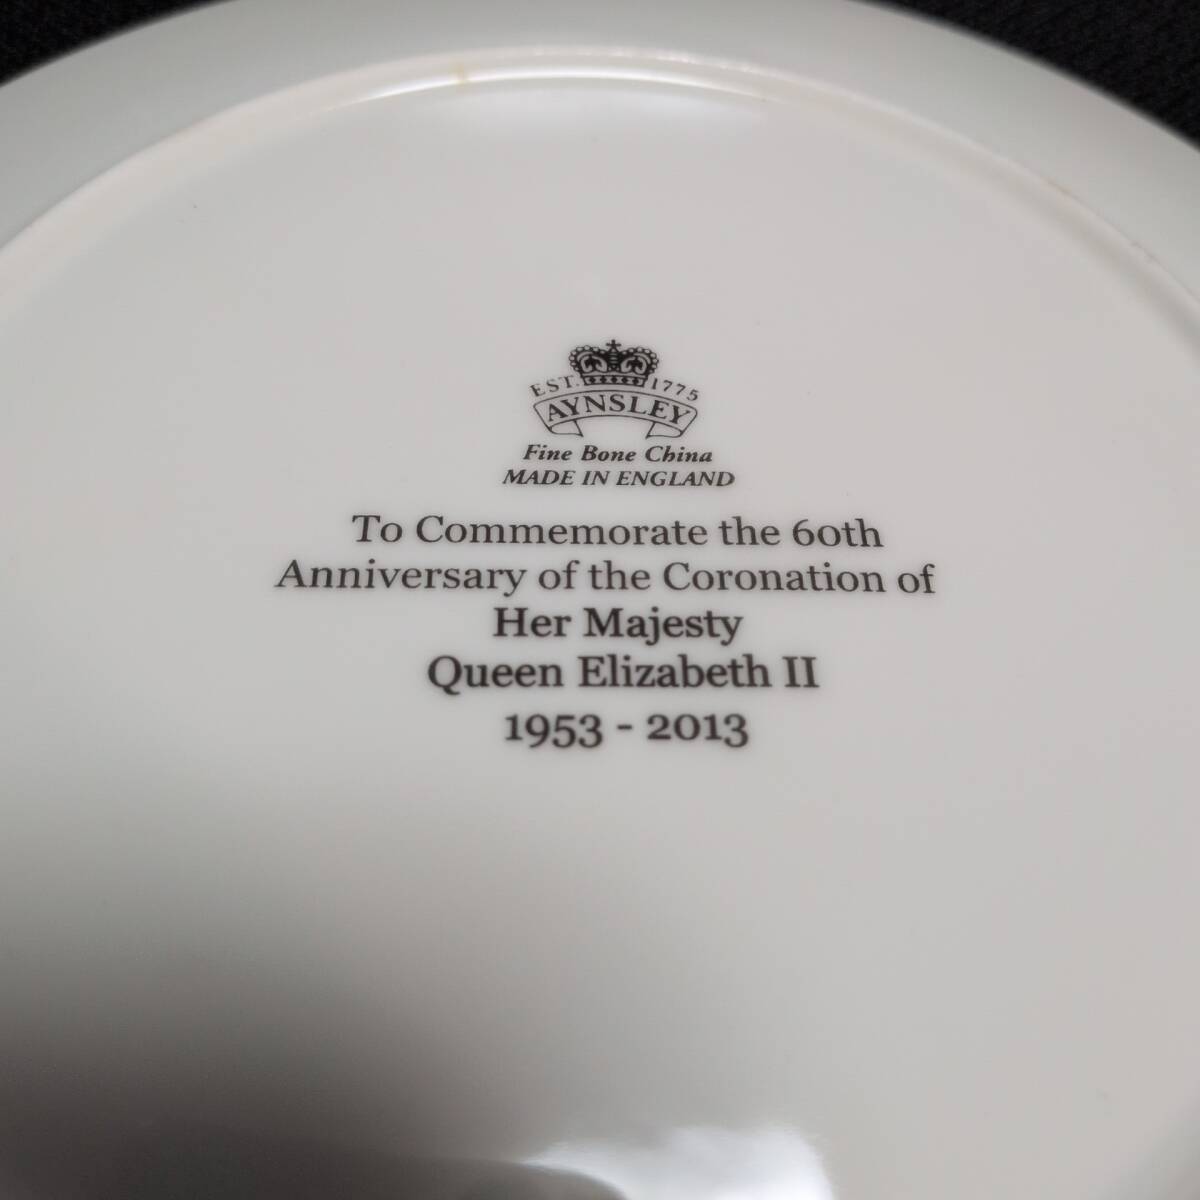 EST. 1775
AYNSLEY
Fine Bone China
MADE IN ENGLAND
To Commemorate the 60th
Anniversary of the Coronation of
Her Majesty
Queen Elizabeth II
1953 - 2013